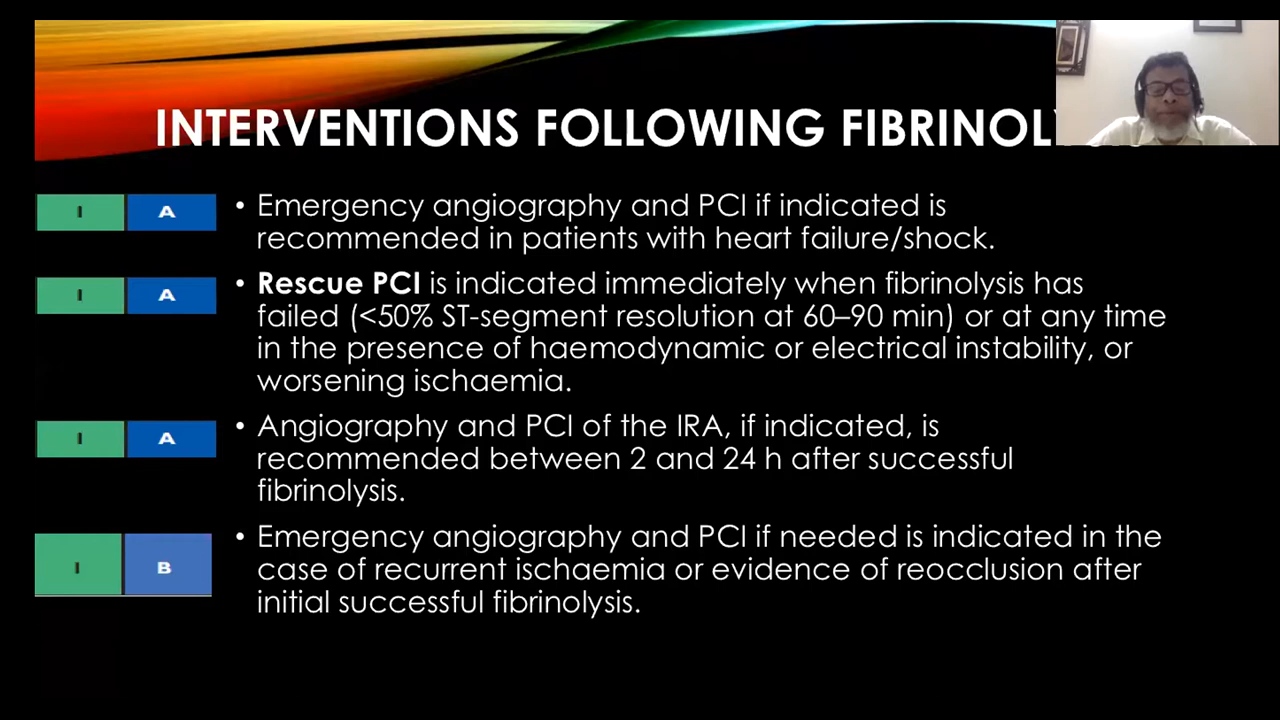 INTERVENTIONS FOLLOWING
I A
• Emergency angiography and PCI if indicated is
recommended in patients with heart failure/shock.
I A
• Rescue PCI is indicated immediately when fibrinolysis has
failed (<50% ST-segment resolution at 60–90 min) or at any time
in the presence of haemodynamic or electrical instability, or
worsening ischaemia.
I A
• Angiography and PCI of the IRA, if indicated, is
recommended between 2 and 24 h after successful
fibrinolysis.
I B
• Emergency angiography and PCI if needed is indicated in the
case of recurrent ischaemia or evidence of reocclusion after
initial successful fibrinolysis.